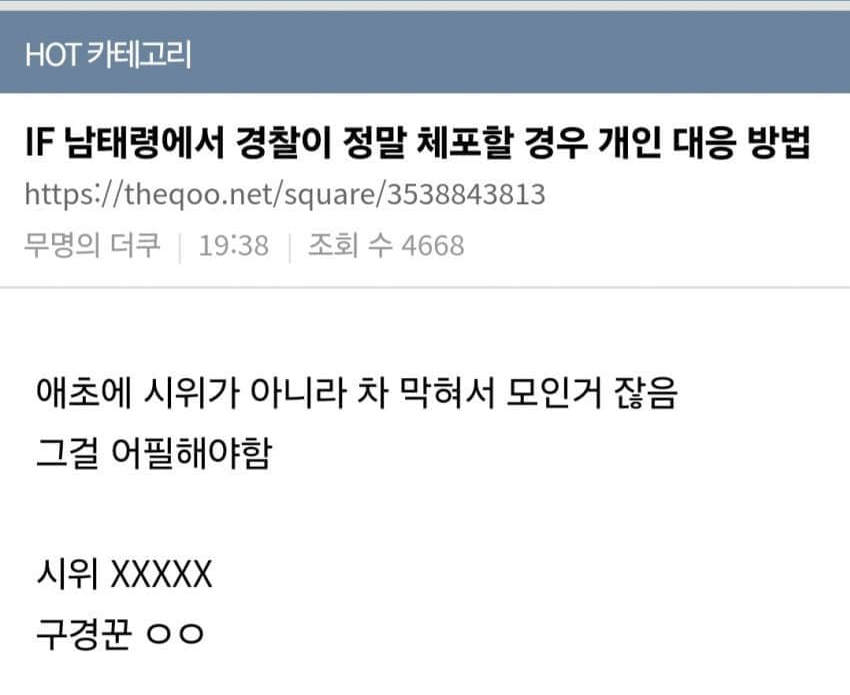 HOT 카테고리
IF 남태령에서 경찰이 정말 체포할 경우 개인 대응 방법
https://theqoo.net/square/3538843813
무명의 더쿠 | 19:38 | 조회 수 4668
애초에 시위가 아니라 차 막혀서 모인거 잖음
그걸 어필해야함
시위 XXXXX
구경꾼 ㅇㅇ